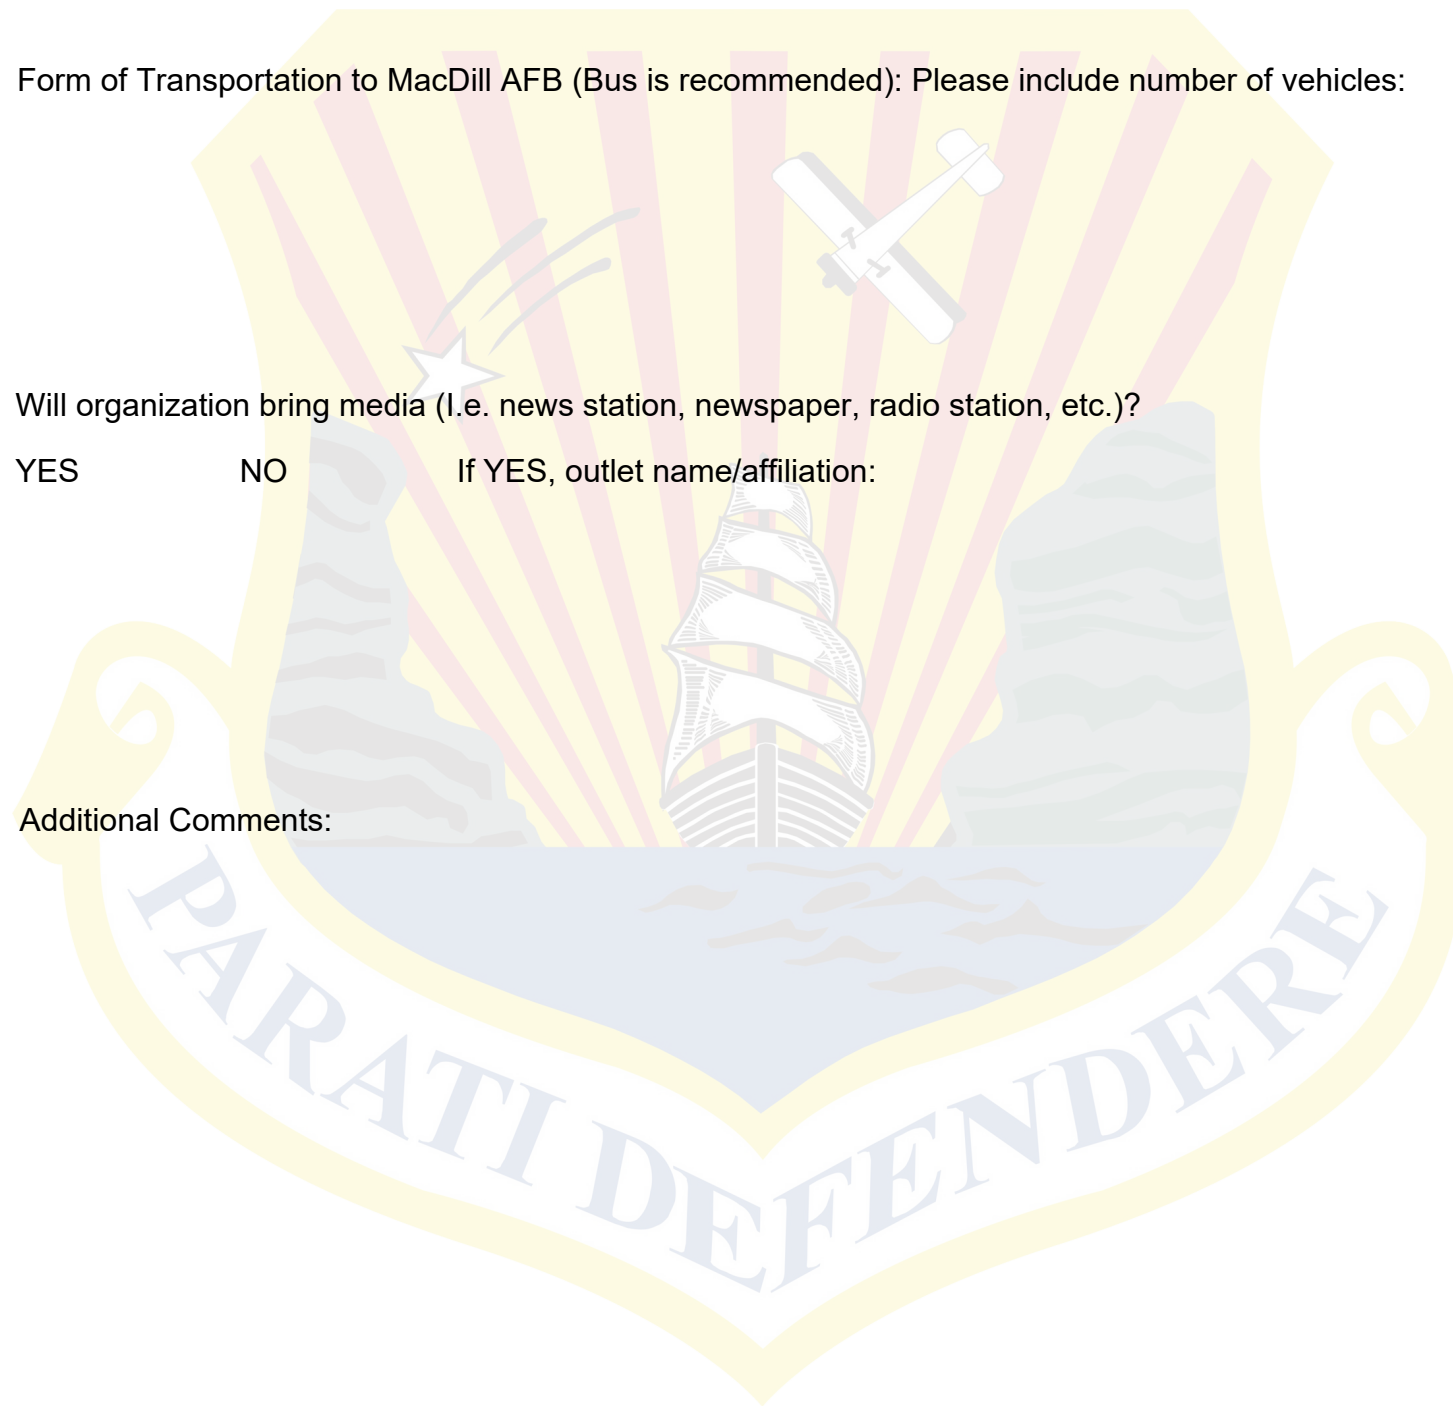 Form of Transportation to MacDill AFB (Bus is recommended): Please include number of vehicles:
Will organization bring media (I.e. news station, newspaper, radio station, etc.)?
YES NO If YES, outlet name/affiliation:
Additional Comments:
PARATI DEFENDERE